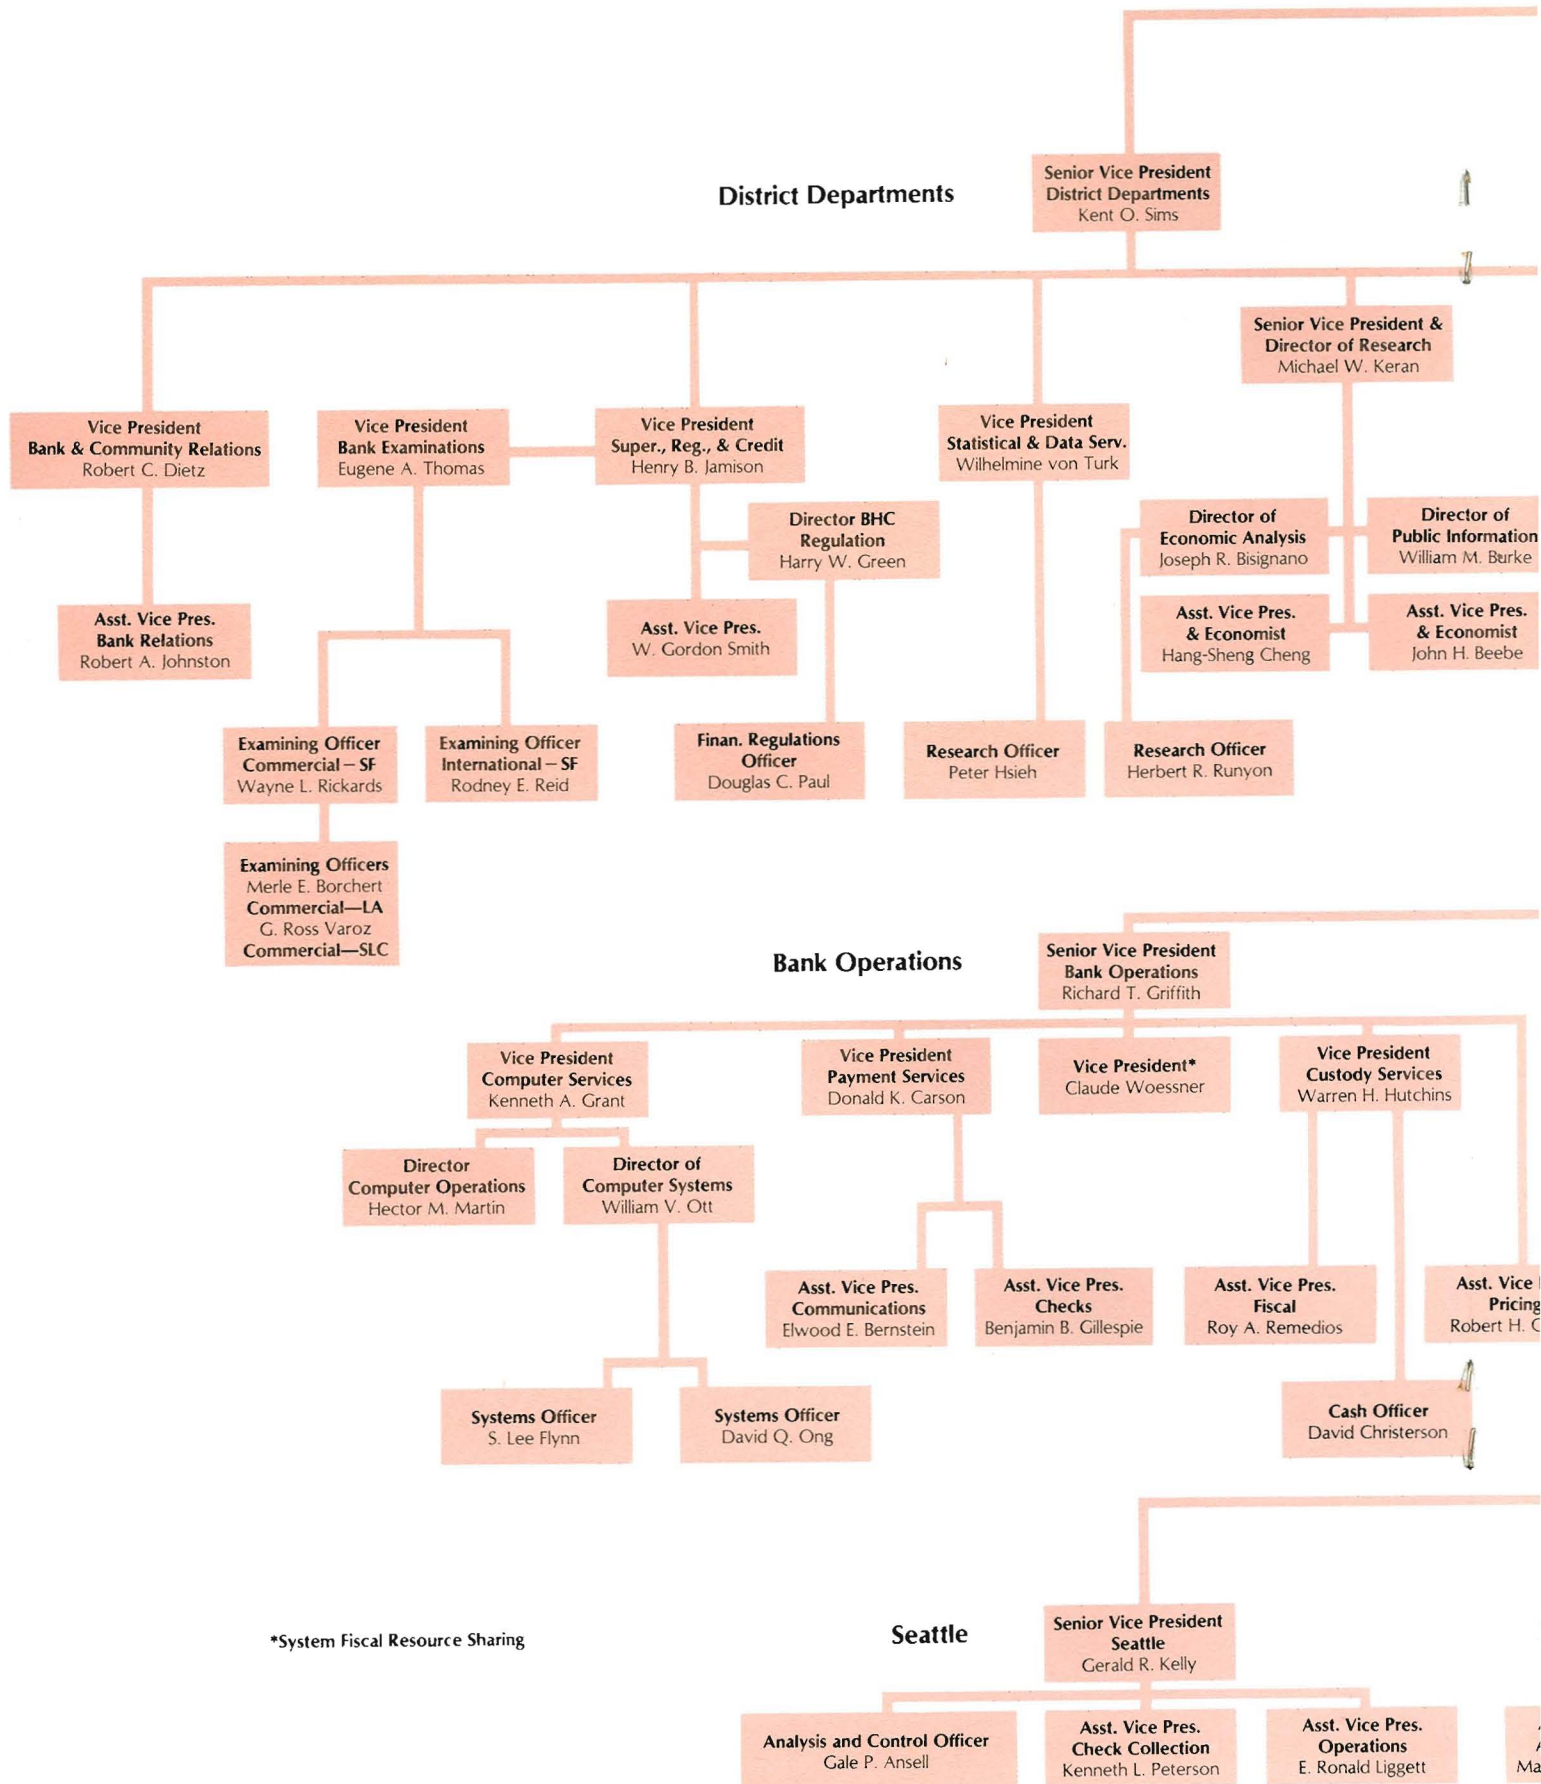 District Departments
Senior Vice President
District Departments
Kent O. Sims
Senior Vice President &
Director of Research
Michael W. Keran
Vice President
Bank & Community Relations
Robert C. Dietz
Vice President
Bank Examinations
Eugene A. Thomas
Vice President
Super., Reg., & Credit
Henry B. Jamison
Vice President
Statistical & Data Serv.
Wilhelmine von Turk
Director BHC
Regulation
Harry W. Green
Director of
Economic Analysis
Joseph R. Bisignano
Director of
Public Information
William M. Burke
Asst. Vice Pres.
Bank Relations
Robert A. Johnston
Asst. Vice Pres.
W. Gordon Smith
Asst. Vice Pres.
& Economist
Hang-Sheng Cheng
Asst. Vice Pres.
& Economist
John H. Beebe
Examining Officer
Commercial – SF
Wayne L. Rickards
Examining Officer
International – SF
Rodney E. Reid
Finan. Regulations
Officer
Douglas C. Paul
Research Officer
Peter Hsieh
Research Officer
Herbert R. Runyon
Examining Officers
Merle E. Borchert
Commercial—LA
G. Ross Varoz
Commercial—SLC
Bank Operations
Senior Vice President
Bank Operations
Richard T. Griffith
Vice President
Computer Services
Kenneth A. Grant
Vice President
Payment Services
Donald K. Carson
Vice President*
Claude Woessner
Vice President
Custody Services
Warren H. Hutchins
Director
Computer Operations
Hector M. Martin
Director of
Computer Systems
William V. Ott
Asst. Vice Pres.
Communications
Elwood E. Bernstein
Asst. Vice Pres.
Checks
Benjamin B. Gillespie
Asst. Vice Pres.
Fiscal
Roy A. Remedios
Asst. Vice
Pricing
Robert H.
Systems Officer
S. Lee Flynn
Systems Officer
David Q. Ong
Cash Officer
David Christerson
*System Fiscal Resource Sharing
Seattle
Senior Vice President
Seattle
Gerald R. Kelly
Analysis and Control Officer
Gale P. Ansell
Asst. Vice Pres.
Check Collection
Kenneth L. Peterson
Asst. Vice Pres.
Operations
E. Ronald Liggett